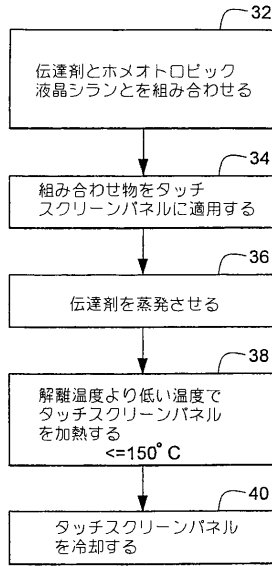 32
伝達剤とホメオトロピック
液晶シランとを組み合わせる
34
組み合わせ物をタッチ
スクリーンパネルに適用する
36
伝達剤を蒸発させる
38
解離温度より低い温度で
タッチスクリーンパネル
を加熱する
<=150°C
40
タッチスクリーンパネル
を冷却する